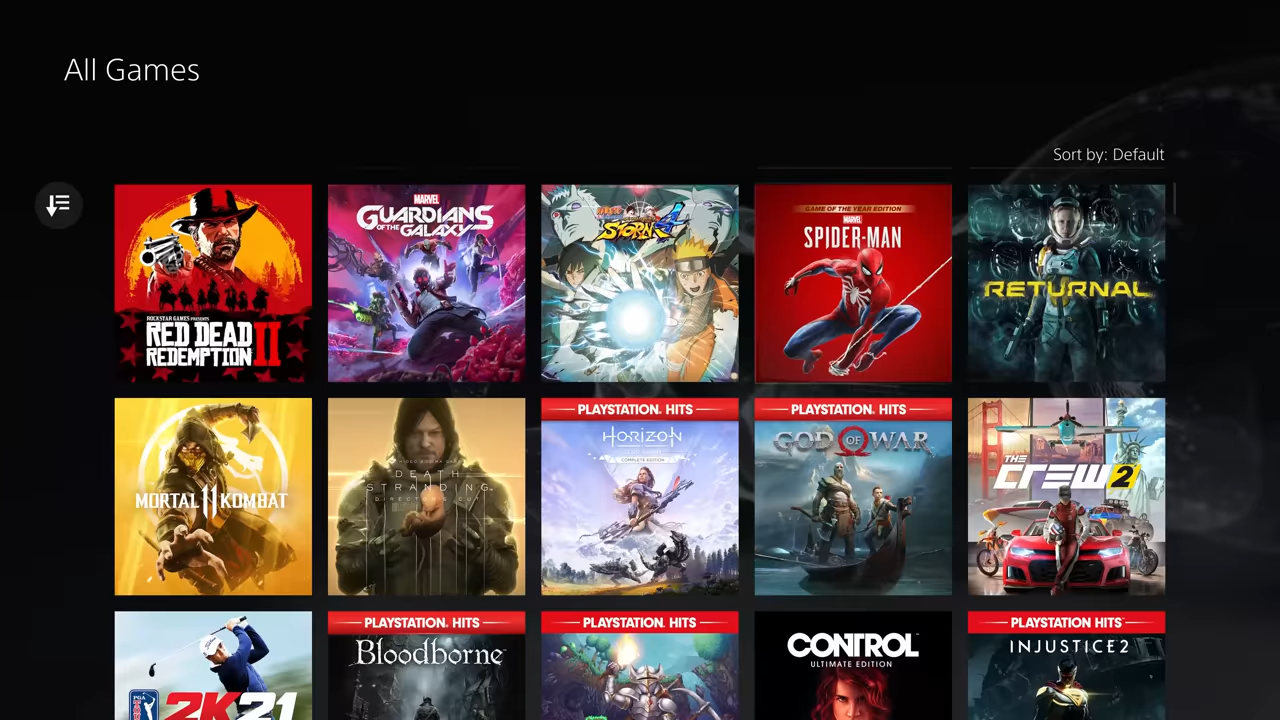 All Games
Sort by: Default
ROCKSTAR GAMES PRESENTS
RED DEAD
REDEMPTION II
MARVEL
GUARDIANS
OF THE GALAXY
STORM 4
GAME OF THE YEAR EDITION
MARVEL
SPIDER-MAN
RETURNAL
MORTAL KOMBAT 11
DEATH
STRANDING
DIRECTOR'S CUT
PLAYSTATION HITS
HORIZON
COMPLETE EDITION
PLAYSTATION HITS
GOD OF WAR
THE
CREW 2
PGA
2K21
PLAYSTATION HITS
Bloodborne
PLAYSTATION HITS
CONTROL
ULTIMATE EDITION
PLAYSTATION HITS
INJUSTICE 2